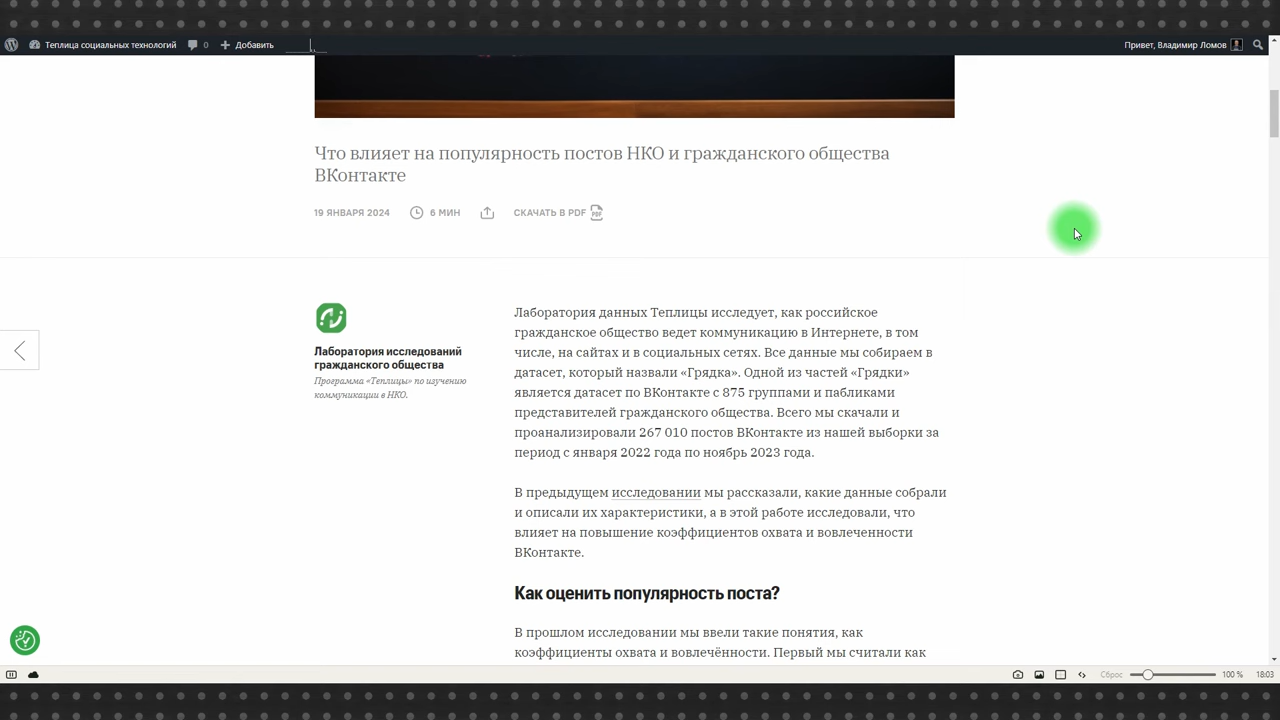 Теплица социальных технологий 0 Добавить Привет, Владимир Ломов
Что влияет на популярность постов НКО и гражданского общества
ВКонтакте
19 ЯНВАРЯ 2024 6 МИН СКАЧАТЬ В PDF PDF
Лаборатория исследований
гражданского общества
Программа «Теплицы» по изучению
коммуникации в НКО.
Лаборатория данных Теплицы исследует, как российское
гражданское общество ведет коммуникацию в Интернете, в том
числе, на сайтах и в социальных сетях. Все данные мы собираем в
датасет, который назвали «Грядка». Одной из частей «Грядки»
является датасет по ВКонтакте с 875 группами и пабликами
представителей гражданского общества. Всего мы скачали и
проанализировали 267 010 постов ВКонтакте из нашей выборки за
период с января 2022 года по ноябрь 2023 года.
В предыдущем исследовании мы рассказали, какие данные собрали
и описали их характеристики, а в этой работе исследовали, что
влияет на повышение коэффициентов охвата и вовлеченности
ВКонтакте.
Как оценить популярность поста?
В прошлом исследовании мы ввели такие понятия, как
коэффициенты охвата и вовлечённости. Первый мы считали как
Сброс 100 % 18:03